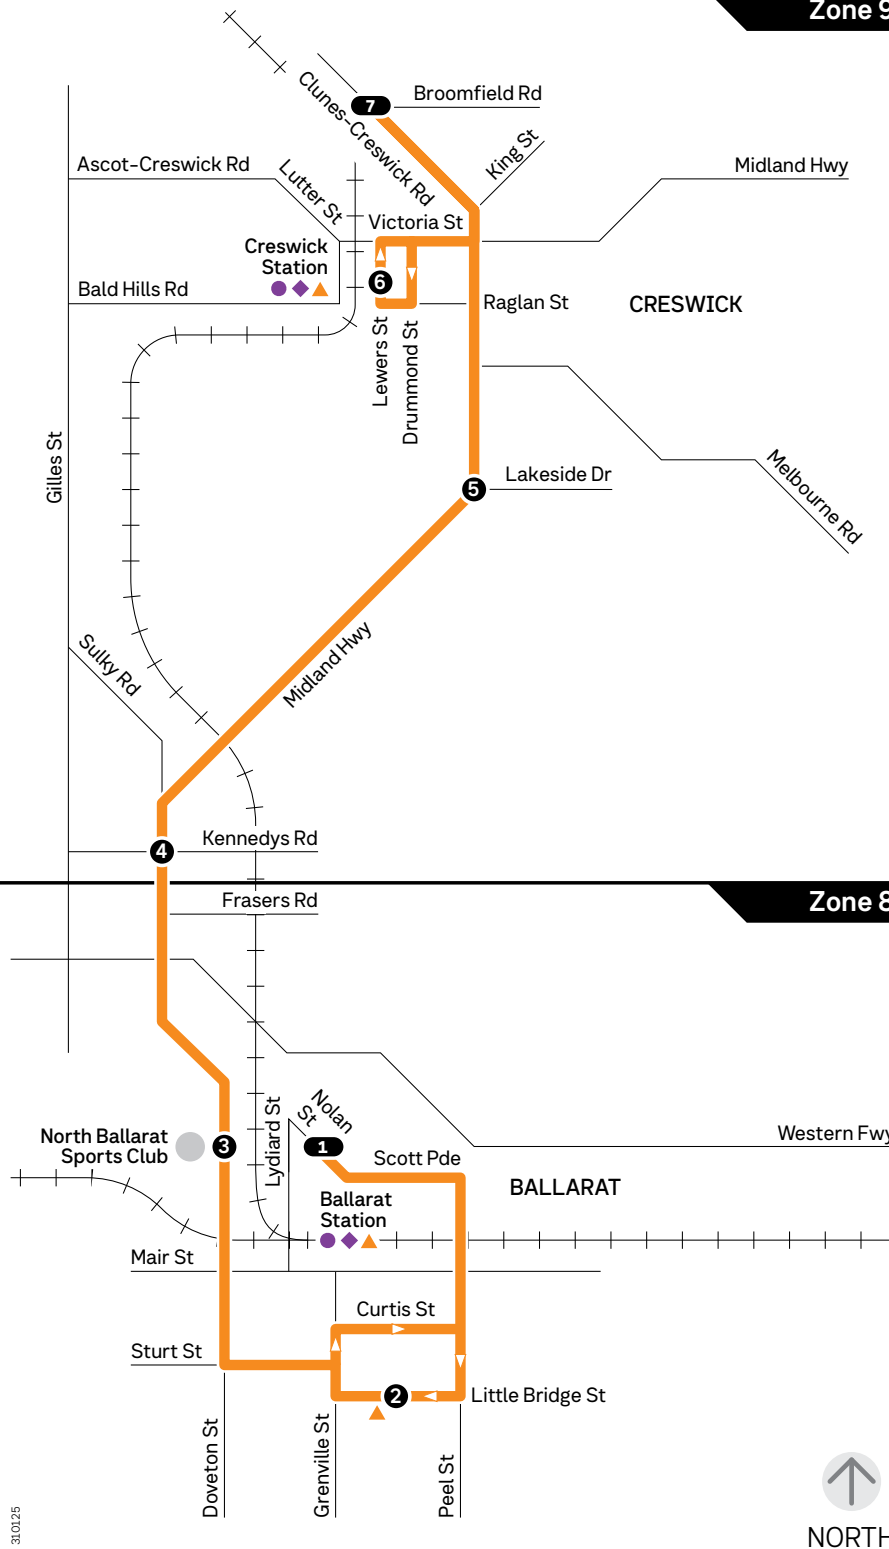 Zone 9
Broomfield Rd
7
Clunes-Creswick Rd
King St
Ascot-Creswick Rd
Lutter St
Midland Hwy
Victoria St
Creswick
Station
6
Bald Hills Rd
Raglan St
CRESWICK
Lewers St
Drummond St
Gilles St
Lakeside Dr
5
Melbourne Rd
Sulky Rd
Midland Hwy
Kennedys Rd
4
Zone 8
Frasers Rd
Nolan
St
Lydiard St
North Ballarat
Sports Club
3
1
Western Fwy
Scott Pde
BALLARAT
Ballarat
Station
Mair St
Curtis St
Sturt St
2
Little Bridge St
Doveton St
Grenville St
Peel St
310125
NORTH